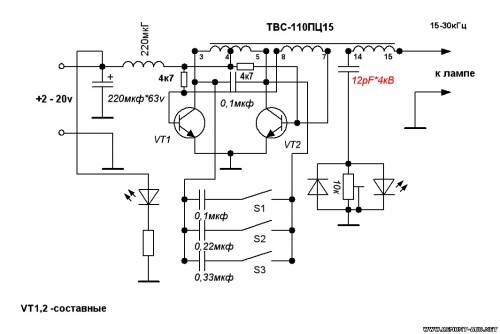 ТВС-110ПЦ15
15-30кГц
220мкГ
3
4
5
8
7
14
15
4к7
4к7
к лампе
+
12pF*4кВ
+2 - 20v
220мкф*63v
0,1мкф
VT1
VT2
10к
0,1мкф
S1
0,22мкф
S2
0,33мкф
S3
VT1,2 -составные